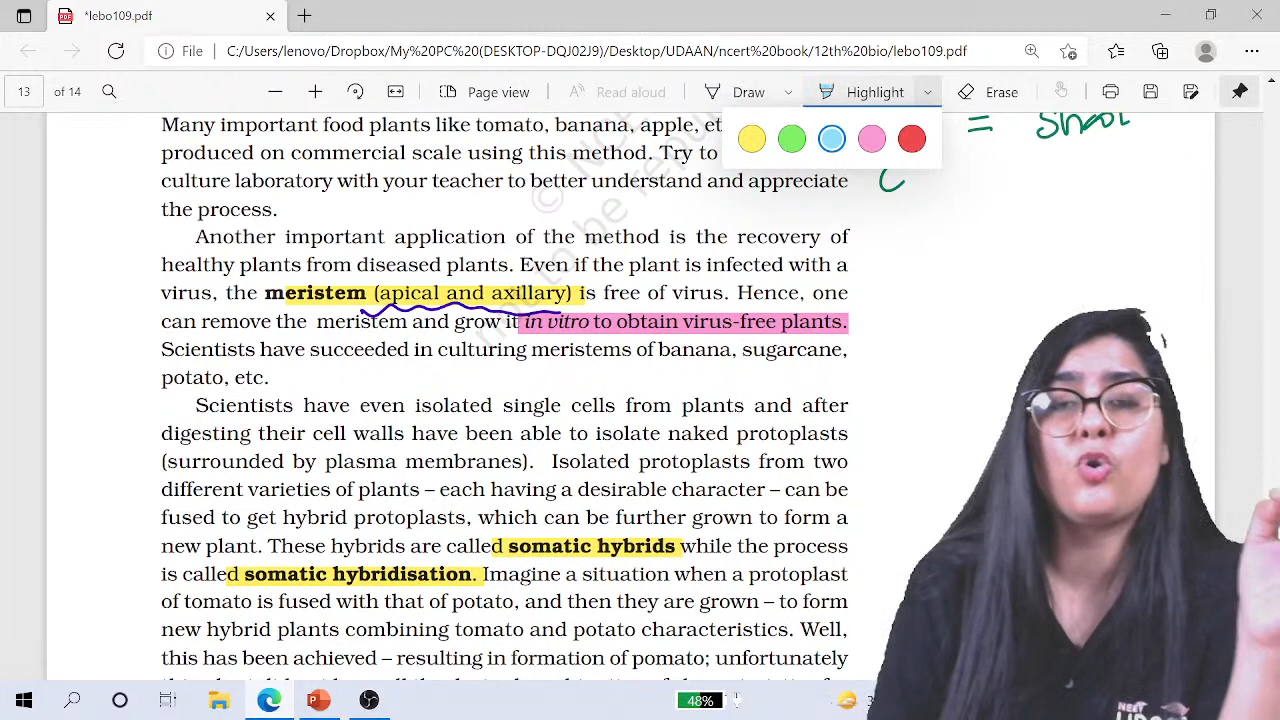 *lebo109.pdf
File C:/Users/lenovo/Dropbox/My%20PC%20(DESKTOP-DQJ02J9)/Desktop/UDAAN/ncert%20book/12th%20bio/lebo109.pdf
13 of 14 Page view Read aloud Draw Highlight Erase
= Shoot
Many important food plants like tomato, banana, apple, et
produced on commercial scale using this method. Try to
culture laboratory with your teacher to better understand and appreciate
the process.
Another important application of the method is the recovery of
healthy plants from diseased plants. Even if the plant is infected with a
virus, the meristem (apical and axillary) is free of virus. Hence, one
can remove the meristem and grow it in vitro to obtain virus-free plants.
Scientists have succeeded in culturing meristems of banana, sugarcane,
potato, etc.
Scientists have even isolated single cells from plants and after
digesting their cell walls have been able to isolate naked protoplasts
(surrounded by plasma membranes). Isolated protoplasts from two
different varieties of plants – each having a desirable character – can be
fused to get hybrid protoplasts, which can be further grown to form a
new plant. These hybrids are called somatic hybrids while the process
is called somatic hybridisation. Imagine a situation when a protoplast
of tomato is fused with that of potato, and then they are grown – to form
new hybrid plants combining tomato and potato characteristics. Well,
this has been achieved – resulting in formation of pomato; unfortunately
48%
NEET